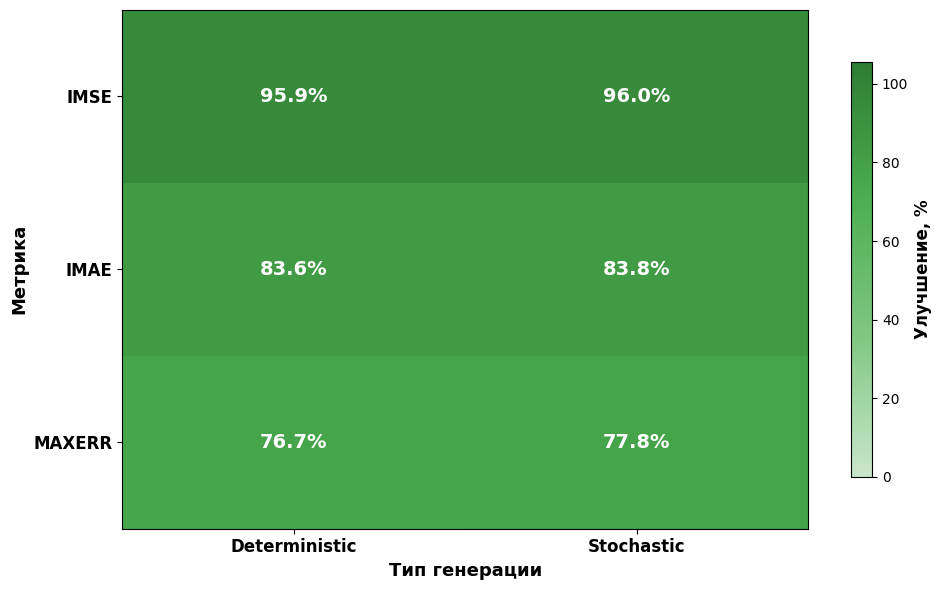 Метрика
IMSE
95.9%
96.0%
IMAE
83.6%
83.8%
MAXERR
76.7%
77.8%
Deterministic
Stochastic
Тип генерации
100
80
60
40
20
0
Улучшение, %